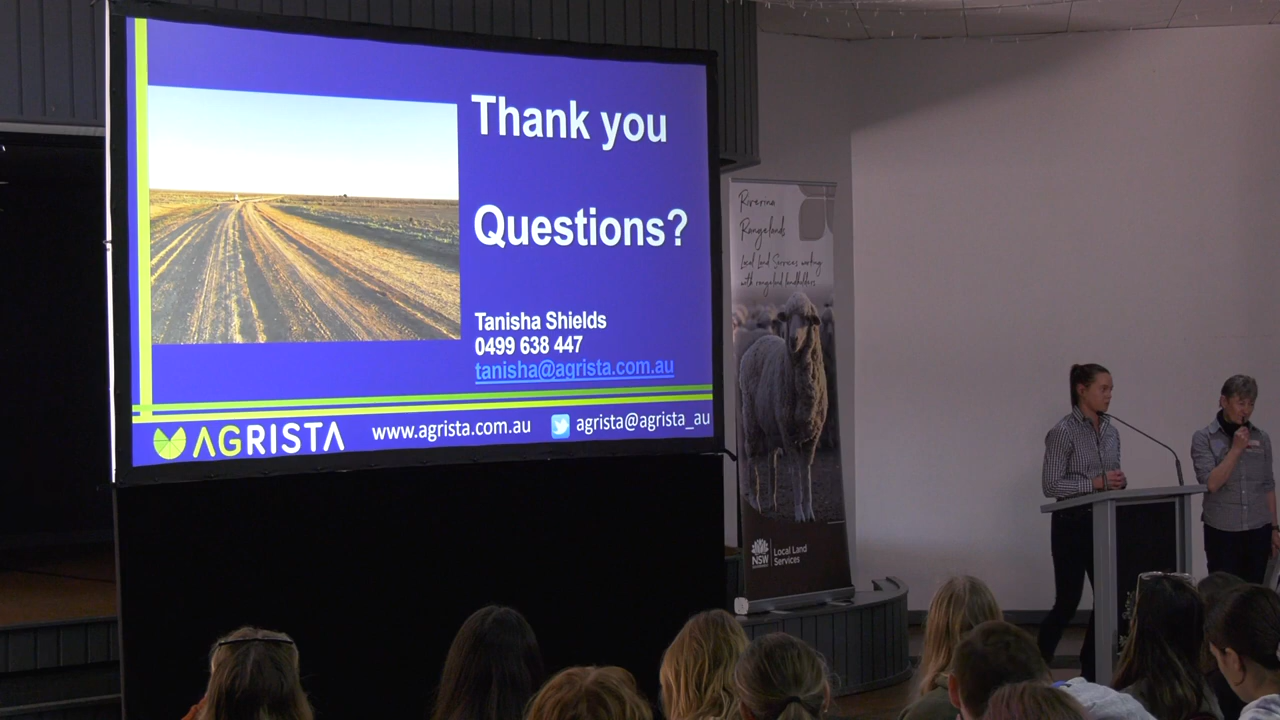 Thank you
Questions?
Tanisha Shields
0499 638 447
tanisha@agrista.com.au
AGRISTA
www.agrista.com.au
agrista@agrista_au
Riverina
Rangelands
Local Land Services working
with rangeland landholders
NSW
Local Land
Services